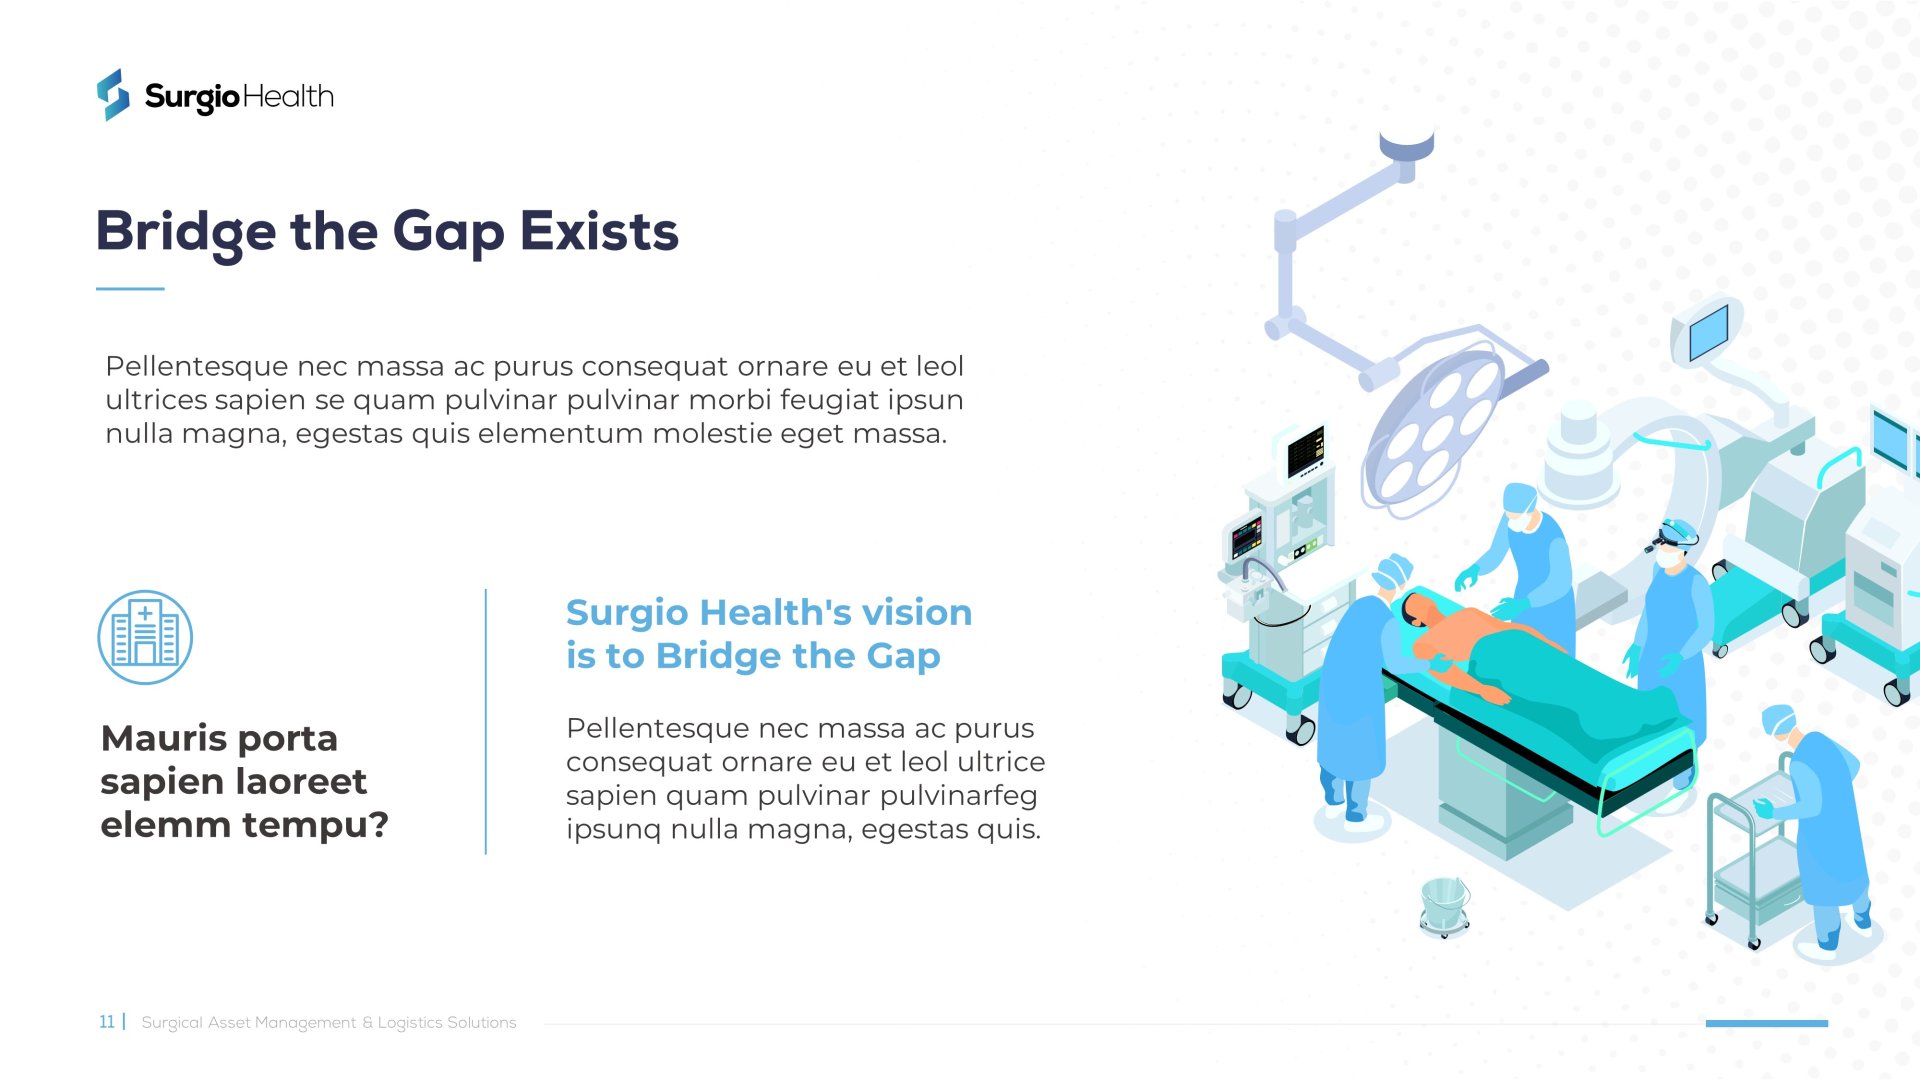 SurgioHealth
Bridge the Gap Exists
Pellentesque nec massa ac purus consequat ornare eu et leol
ultrices sapien se quam pulvinar pulvinar morbi feugiat ipsun
nulla magna, egestas quis elementum molestie eget massa.
Mauris porta
sapien laoreet
elemm tempu?
Surgio Health's vision
is to Bridge the Gap
Pellentesque nec massa ac purus
consequat ornare eu et leol ultrice
sapien quam pulvinar pulvinarfeg
ipsunq nulla magna, egestas quis.
11 | Surgical Asset Management & Logistics Solutions